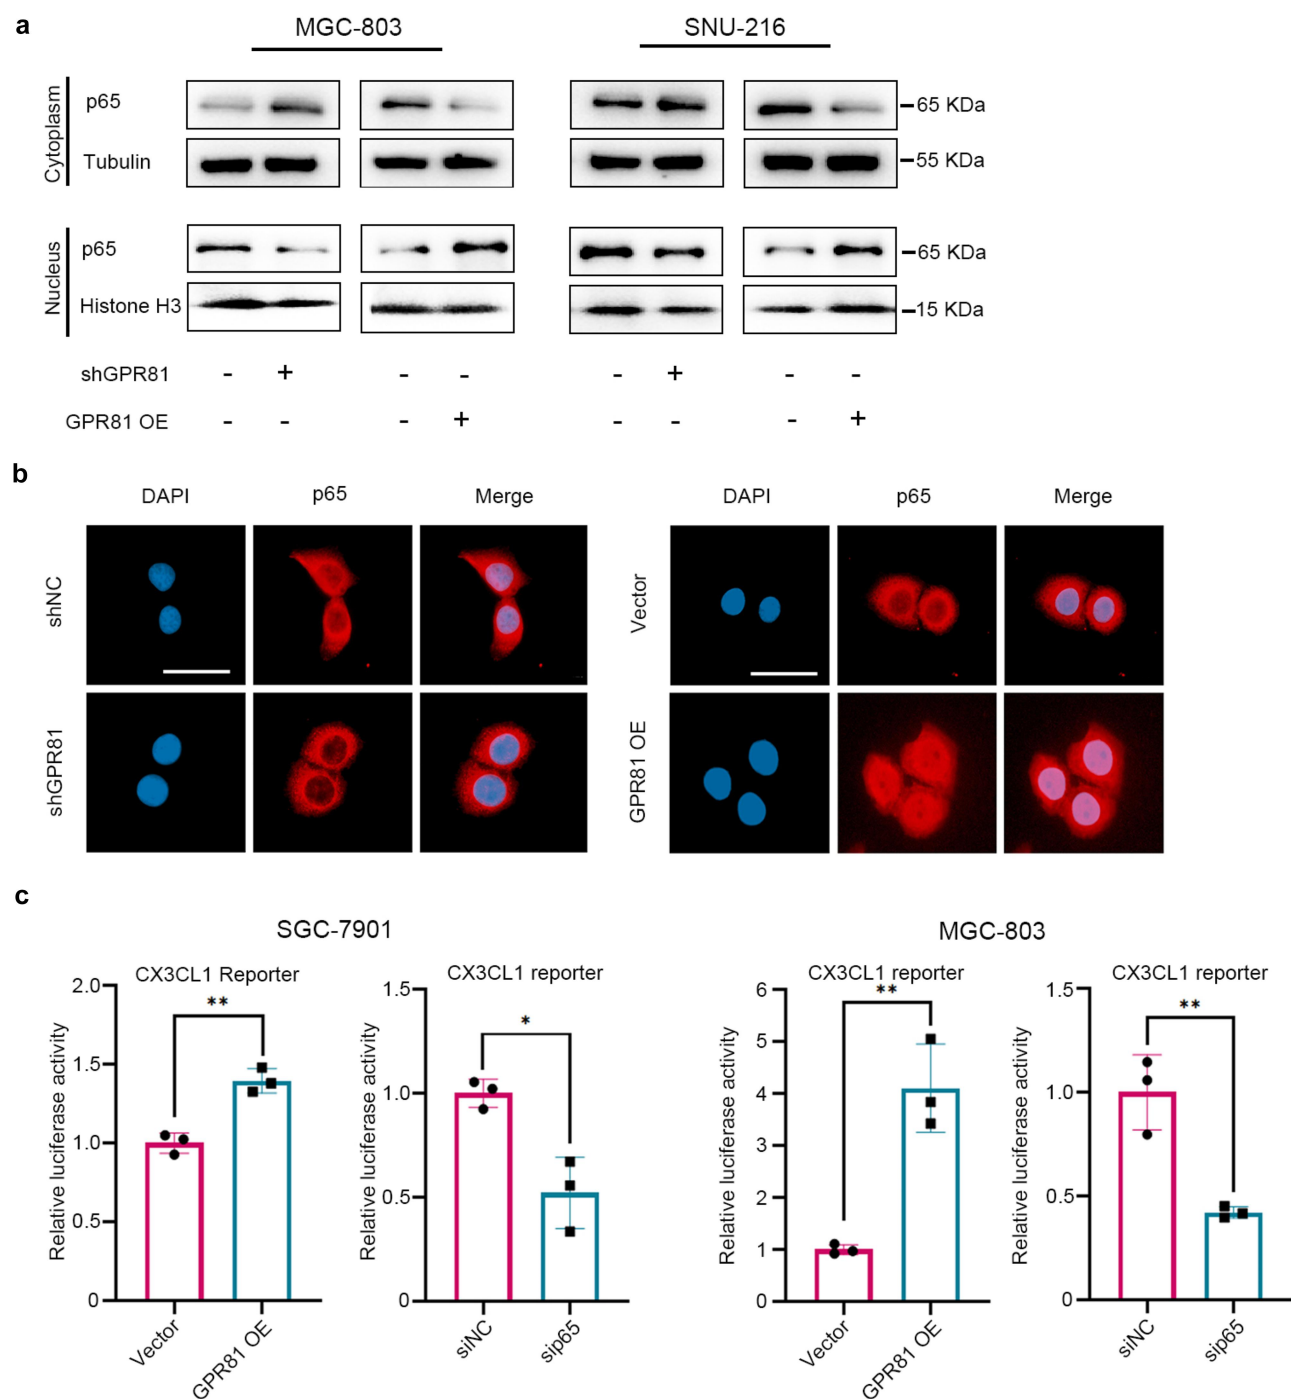 a
MGC-803 SNU-216
Cytoplasm
p65 65 KDa
Tubulin 55 KDa
Nucleus
p65 65 KDa
Histone H3 15 KDa
shGPR81 - + - - - + - -
GPR81 OE - - - + - - - +
b
DAPI p65 Merge DAPI p65 Merge
shNC Vector
shGPR81 GPR81 OE
c
SGC-7901 MGC-803
CX3CL1 Reporter
**
Relative luciferase activity
2.0
1.5
1.0
0.5
0
Vector GPR81 OE
CX3CL1 reporter
*
Relative luciferase activity
1.5
1.0
0.5
0
siNC sip65
CX3CL1 reporter
**
Relative luciferase activity
6
5
4
3
2
1
0
Vector GPR81 OE
CX3CL1 reporter
**
Relative luciferase activity
1.5
1.0
0.5
0
siNC sip65